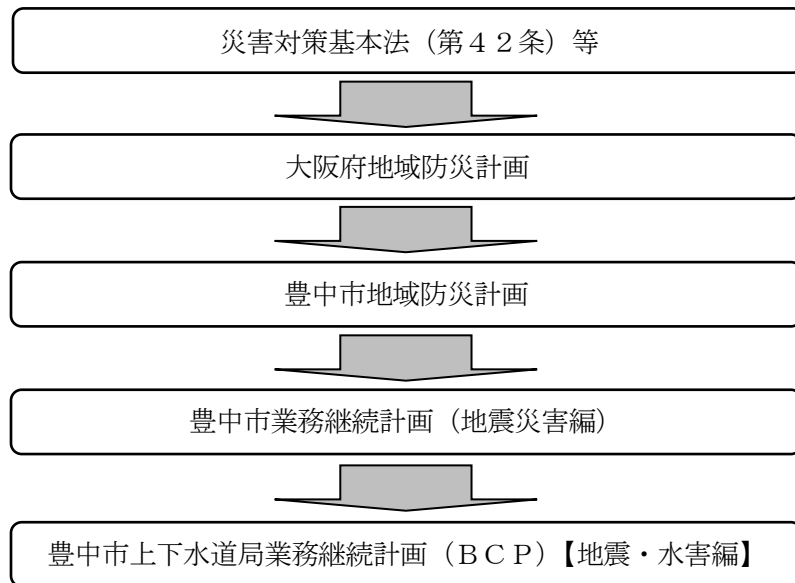 災害対策基本法（第４２条）等
大阪府地域防災計画
豊中市地域防災計画
豊中市業務継続計画（地震災害編）
豊中市上下水道局業務継続計画（ＢＣＰ）【地震・水害編】